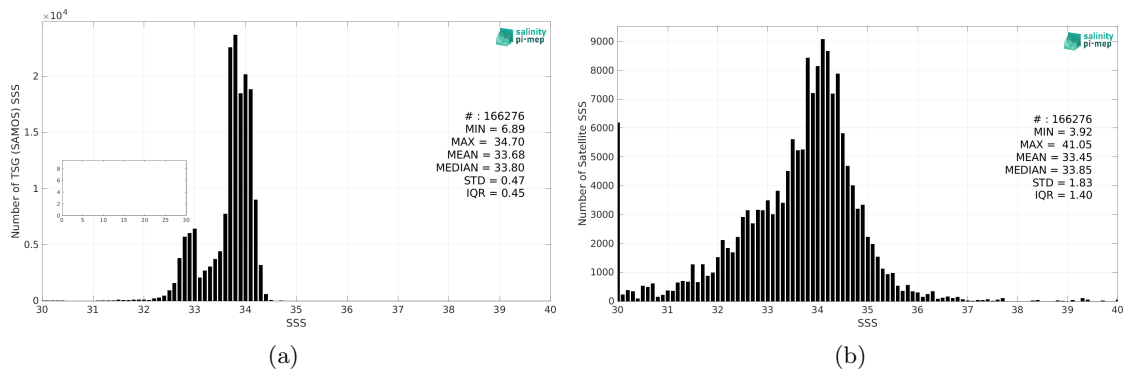 ×10⁴
2
1.5
1
0.5
0
Number of TSG (SAMOS) SSS
salinity
pi-mep
# : 166276
MIN = 6.89
MAX = 34.70
MEAN = 33.68
MEDIAN = 33.80
STD = 0.47
IQR = 0.45
8
6
4
2
0
0 5 10 15 20 25 30
30 31 32 33 34 35 36 37 38 39 40
SSS
(a)
9000
8000
7000
6000
5000
4000
3000
2000
1000
0
Number of Satellite SSS
salinity
pi-mep
# : 166276
MIN = 3.92
MAX = 41.05
MEAN = 33.45
MEDIAN = 33.85
STD = 1.83
IQR = 1.40
30 31 32 33 34 35 36 37 38 39 40
SSS
(b)